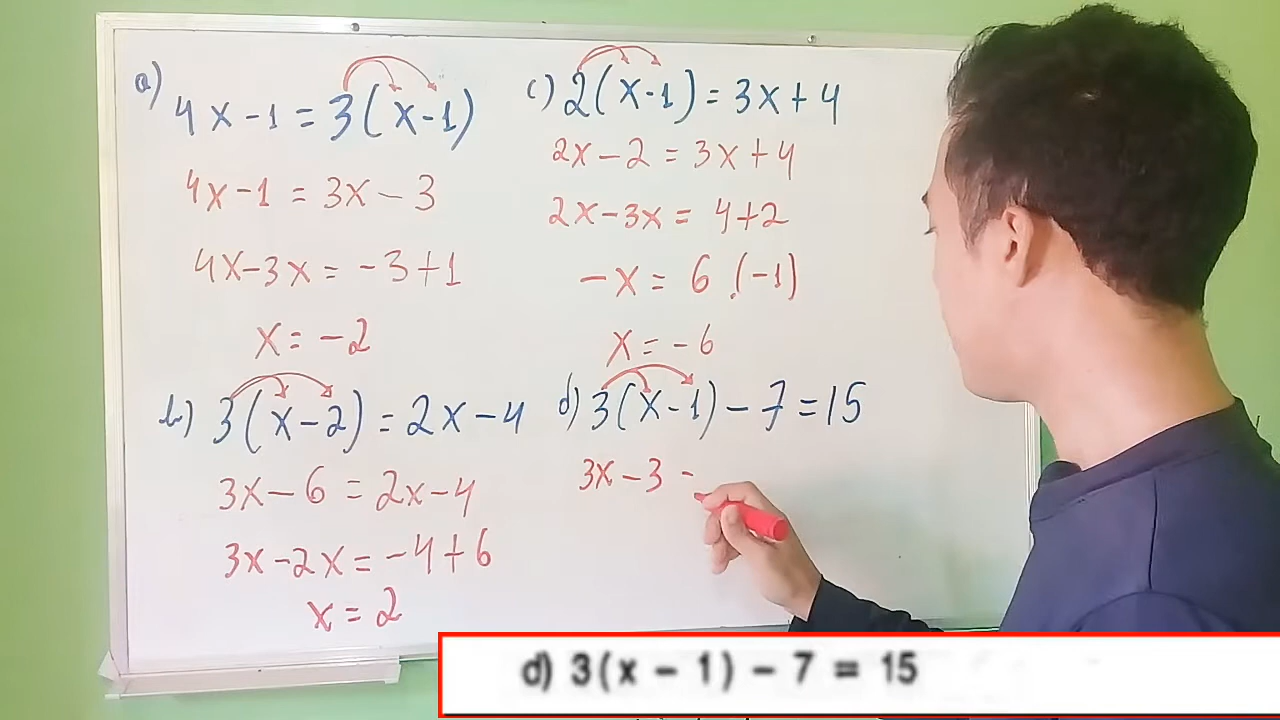 a)
4x-1=3(x-1)
4x-1=3x-3
4x-3x=-3+1
x=-2
b) 3(x-2)=2x-4
3x-6=2x-4
3x-2x=-4+6
x=2
c) 2(x-1)=3x+4
2x-2=3x+4
2x-3x=4+2
-x=6.(-1)
x=-6
d) 3(x-1)-7=15
3x-3-
d) 3(x - 1) - 7 = 15